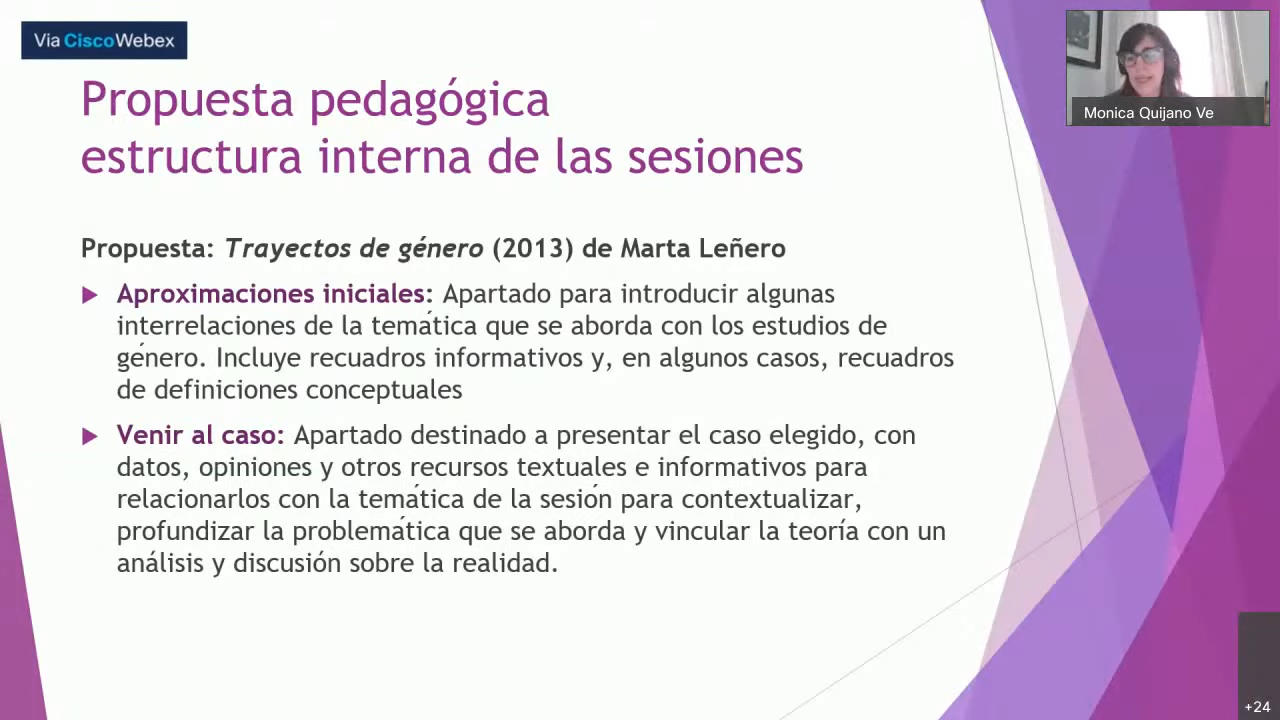 Vía CiscoWebex
Monica Quijano Ve
Propuesta pedagógica
estructura interna de las sesiones
Propuesta: Trayectos de género (2013) de Marta Leñero
Aproximaciones iniciales: Apartado para introducir algunas
interrelaciones de la temática que se aborda con los estudios de
género. Incluye recuadros informativos y, en algunos casos, recuadros
de definiciones conceptuales
Venir al caso: Apartado destinado a presentar el caso elegido, con
datos, opiniones y otros recursos textuales e informativos para
relacionarlos con la temática de la sesión para contextualizar,
profundizar la problemática que se aborda y vincular la teoría con un
análisis y discusión sobre la realidad.
+24